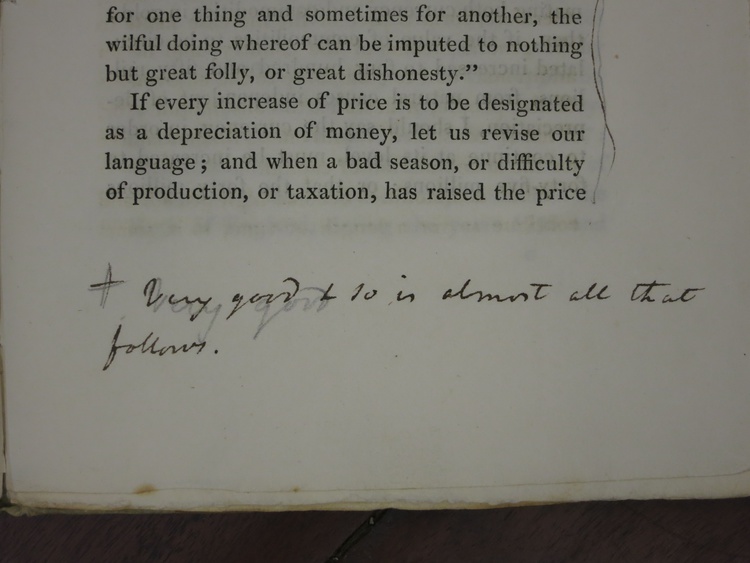 for one thing and sometimes for another, the
wilful doing whereof can be imputed to nothing
but great folly, or great dishonesty.”
If every increase of price is to be designated
as a depreciation of money, let us revise our
language; and when a bad season, or difficulty
of production, or taxation, has raised the price
+ Very good & so is almost all that
follows.